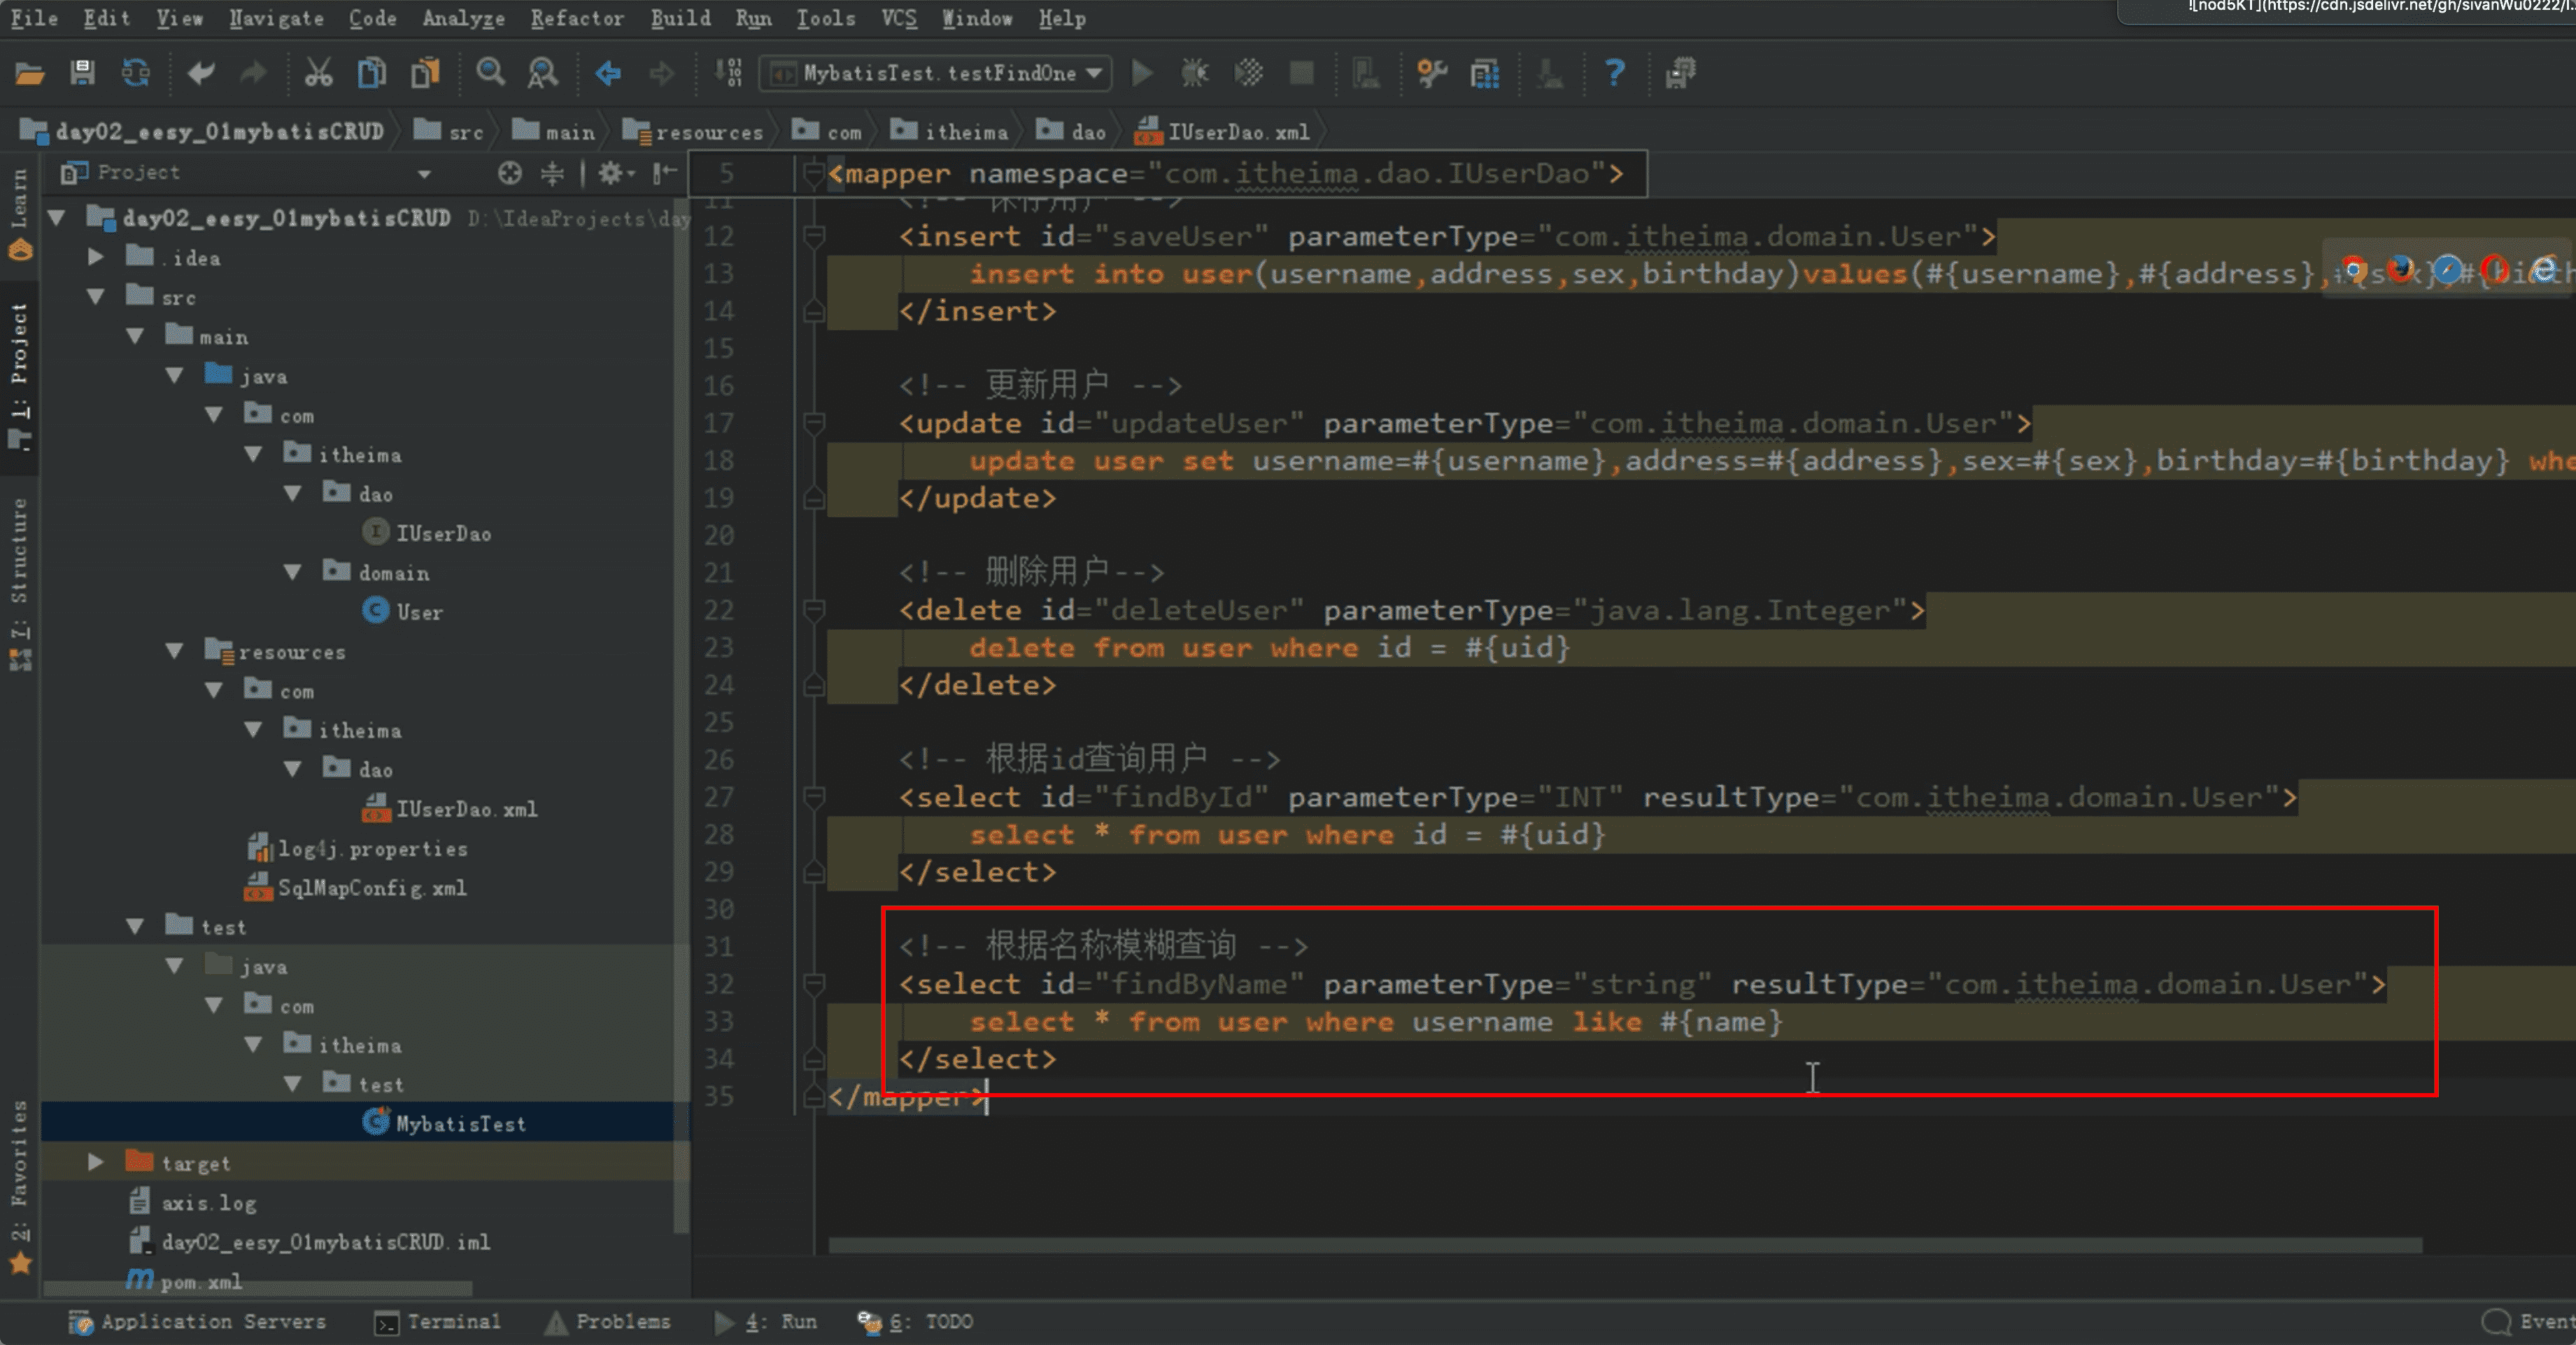 ![nod5KT](https://cdn.jsdelivr.net/gh/sivanWu0222/
File Edit View Navigate Code Analyze Refactor Build Run Tools VCS Window Help
MybatisTest.testFindOne
day02_eesy_01mybatisCRUD src main resources com itheima dao IUserDao.xml
Learn
1: Project
7: Structure
2: Favorites
Project
day02_eesy_01mybatisCRUD D:\IdeaProjects\day
.idea
src
main
java
com
itheima
dao
IUserDao
domain
User
resources
com
itheima
dao
IUserDao.xml
log4j.properties
SqlMapConfig.xml
test
java
com
itheima
test
MybatisTest
target
axis.log
day02_eesy_01mybatisCRUD.iml
pom.xml
5 <mapper namespace="com.itheima.dao.IUserDao">
11 <!-- 保存用户 -->
12 <insert id="saveUser" parameterType="com.itheima.domain.User">
13 insert into user(username,address,sex,birthday)values(#{username},#{address},#{sex},#{birth
14 </insert>
15
16 <!-- 更新用户 -->
17 <update id="updateUser" parameterType="com.itheima.domain.User">
18 update user set username=#{username},address=#{address},sex=#{sex},birthday=#{birthday} whe
19 </update>
20
21 <!-- 删除用户-->
22 <delete id="deleteUser" parameterType="java.lang.Integer">
23 delete from user where id = #{uid}
24 </delete>
25
26 <!-- 根据id查询用户 -->
27 <select id="findById" parameterType="INT" resultType="com.itheima.domain.User">
28 select * from user where id = #{uid}
29 </select>
30
31 <!-- 根据名称模糊查询 -->
32 <select id="findByName" parameterType="string" resultType="com.itheima.domain.User">
33 select * from user where username like #{name}
34 </select>
35 </mapper>
Application Servers Terminal Problems 4: Run 6: TODO Event